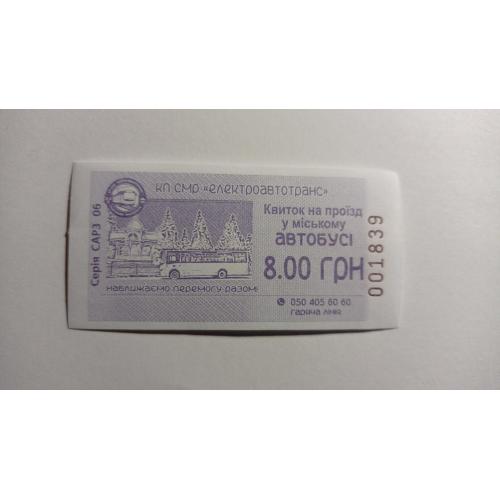 КП СМР «ЕЛЕКТРОАВТОТРАНС»
Серія САРЗ 06
Квиток на проїзд
у міському
АВТОБУСІ
8.00 ГРН
НАБЛИЖАЄМО ПЕРЕМОГУ РАЗОМ!
050 405 60 60
ГАРЯЧА ЛІНІЯ
001839